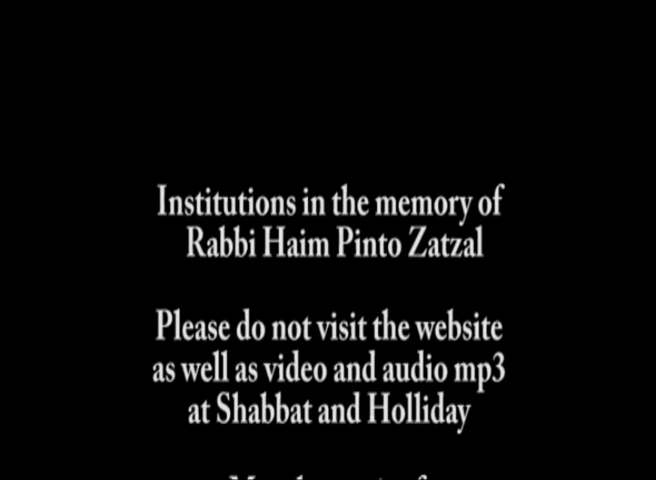 Institutions in the memory of
Rabbi Haim Pinto Zatzal
Please do not visit the website
as well as video and audio mp3
at Shabbat and Holliday